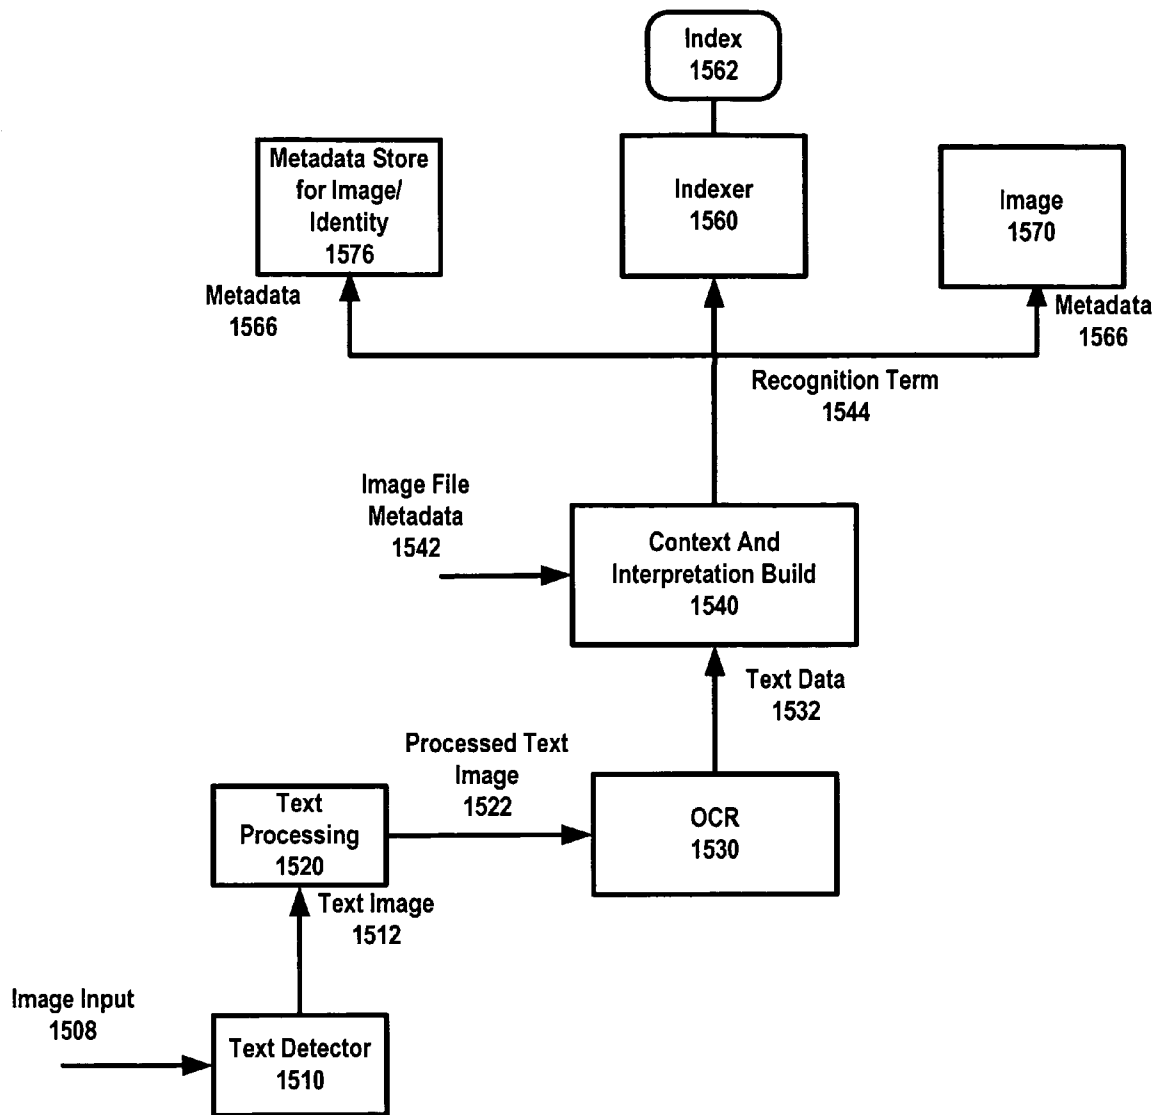 Index
1562
Metadata Store
for Image/
Identity
1576
Indexer
1560
Image
1570
Metadata
1566
Metadata
1566
Recognition Term
1544
Image File
Metadata
1542
Context And
Interpretation Build
1540
Text Data
1532
Processed Text
Image
1522
Text
Processing
1520
OCR
1530
Text Image
1512
Image Input
1508
Text Detector
1510